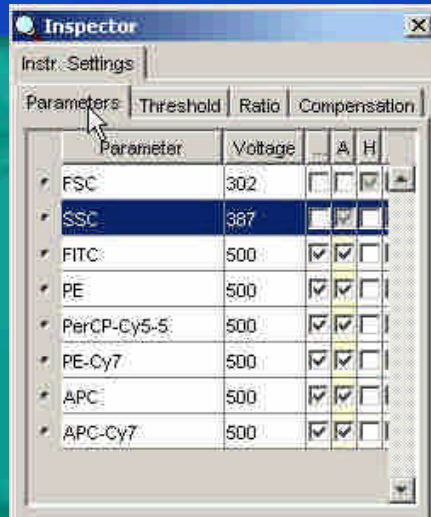 Inspector
Instr. Settings
Parameters Threshold Ratio Compensation
Parameter Voltage ... A H
FSC 302
SSC 387
FITC 500
PE 500
PerCP-Cy5-5 500
PE-Cy7 500
APC 500
APC-Cy7 500